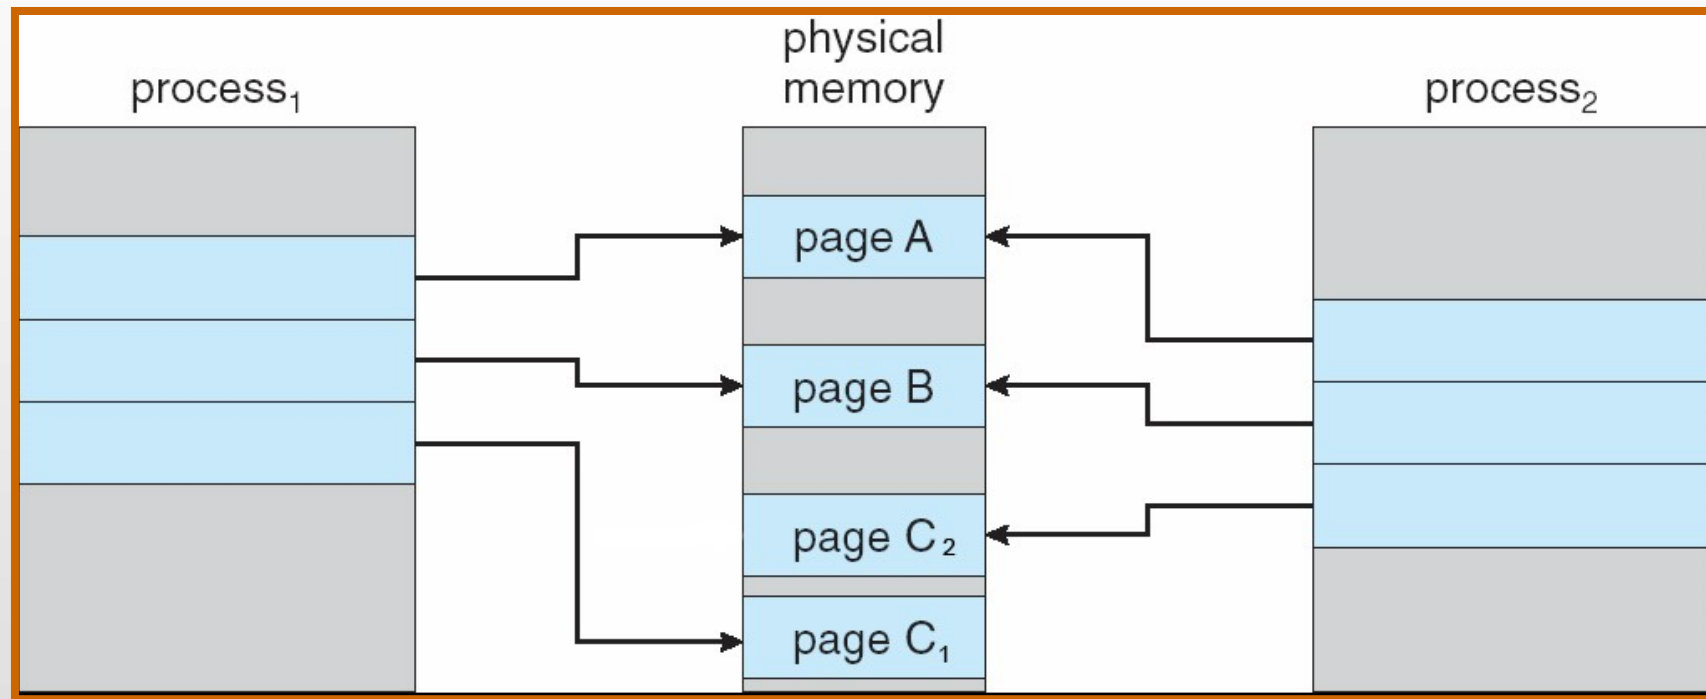 process₁
physical
memory
process₂
page A
page B
page C₂
page C₁